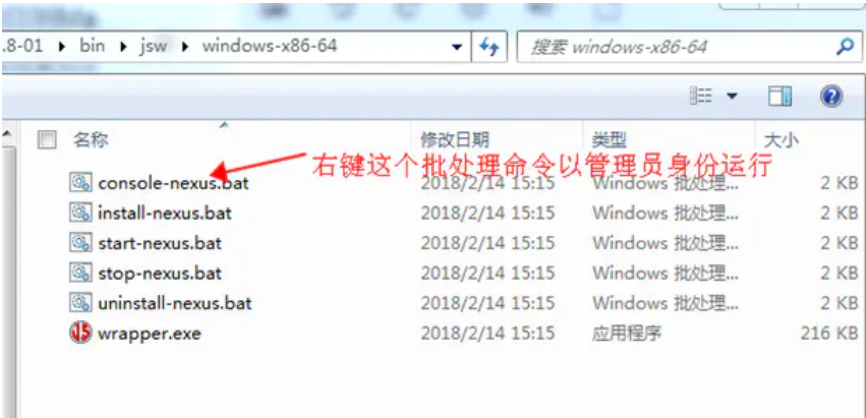 .8-01 bin jsw windows-x86-64 搜索 windows-x86-64
名称 修改日期 类型 大小
右键这个批处理命令以管理员身份运行
console-nexus.bat 2018/2/14 15:15 Windows 批处理... 2 KB
install-nexus.bat 2018/2/14 15:15 Windows 批处理... 2 KB
start-nexus.bat 2018/2/14 15:15 Windows 批处理... 2 KB
stop-nexus.bat 2018/2/14 15:15 Windows 批处理... 2 KB
uninstall-nexus.bat 2018/2/14 15:15 Windows 批处理... 2 KB
wrapper.exe 2018/2/14 15:15 应用程序 216 KB